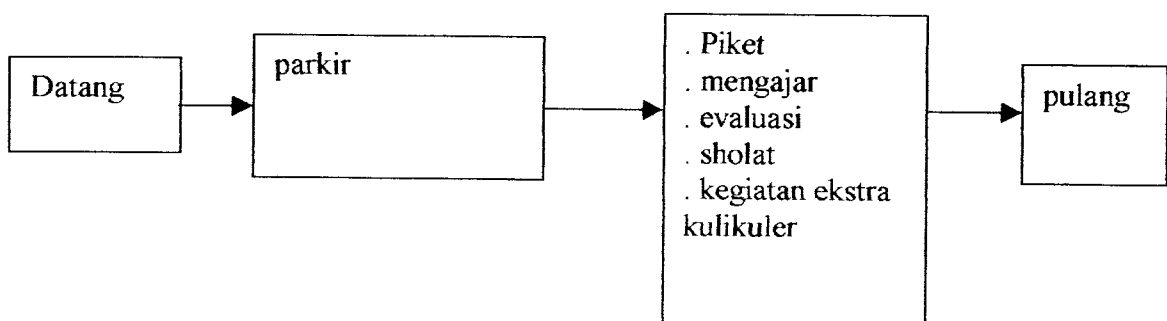 Datang
parkir
. Piket
. mengajar
. evaluasi
. sholat
. kegiatan ekstra
kulikuler
pulang